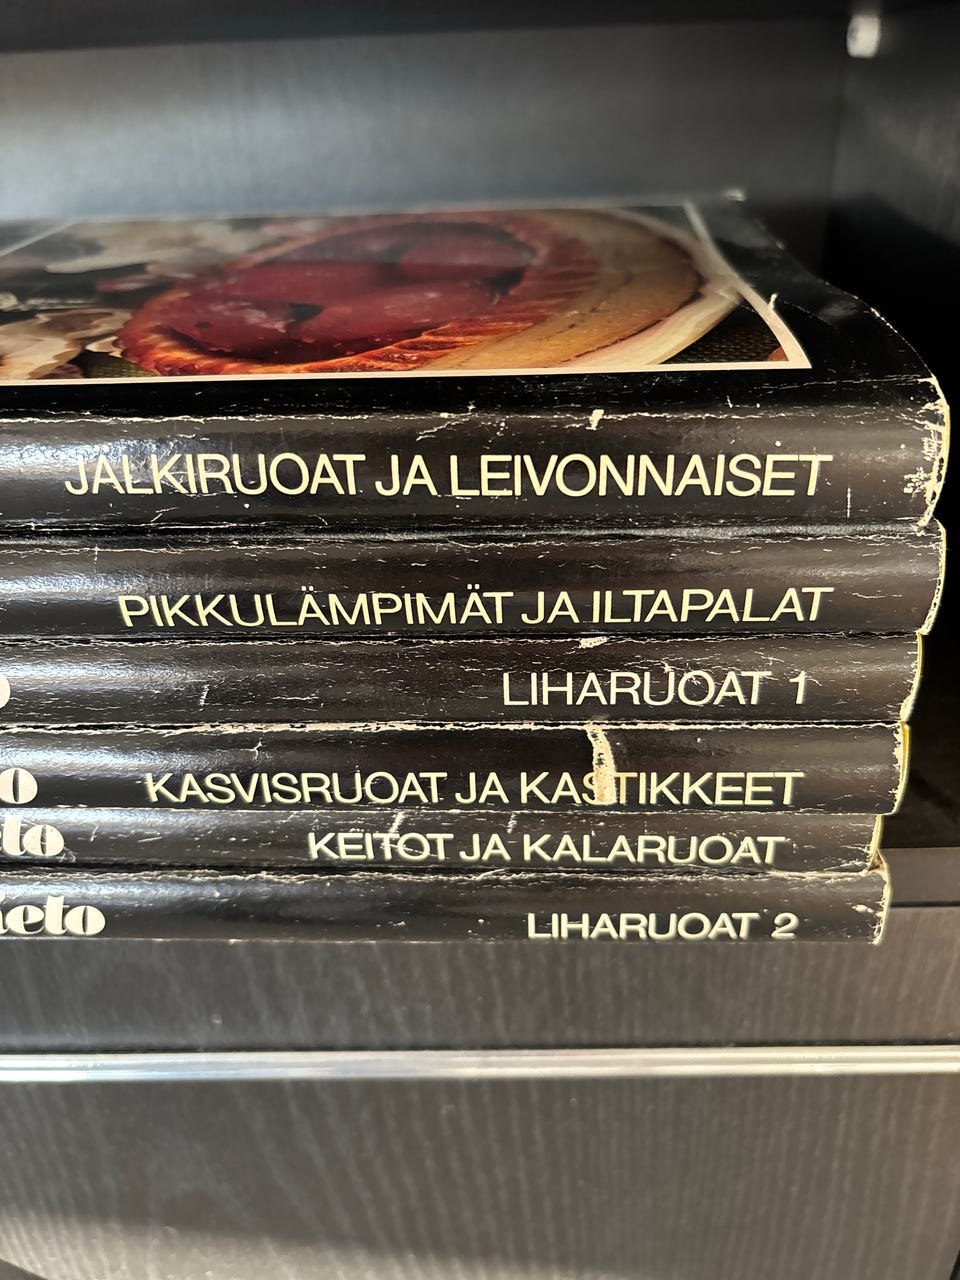 JALKIRUOAT JA LEIVONNAISET
PIKKULÄMPIMÄT JA ILTAPALAT
LIHARUOAT 1
KASVISRUOAT JA KASTIKKEET
KEITOT JA KALARUOAT
LIHARUOAT 2